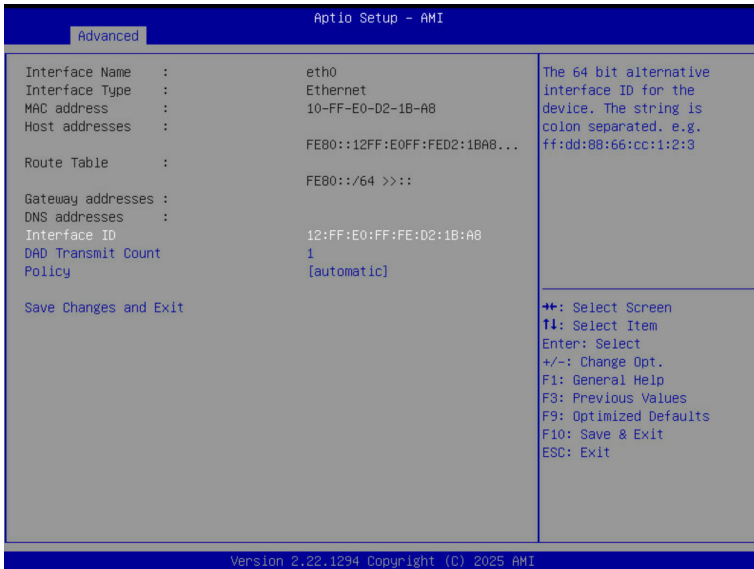 Aptio Setup - AMI
Advanced
Interface Name : eth0
Interface Type : Ethernet
MAC address : 10-FF-E0-D2-1B-A8
Host addresses :
FE80::12FF:E0FF:FED2:1BA8...
Route Table :
FE80::/64 >>::
Gateway addresses :
DNS addresses :
Interface ID 12:FF:E0:FF:FE:D2:1B:A8
DAD Transmit Count 1
Policy [automatic]
Save Changes and Exit
The 64 bit alternative
interface ID for the
device. The string is
colon separated. e.g.
ff:dd:88:66:cc:1:2:3
→←: Select Screen
↑↓: Select Item
Enter: Select
+/-: Change Opt.
F1: General Help
F3: Previous Values
F9: Optimized Defaults
F10: Save & Exit
ESC: Exit
Version 2.22.1294 Copyright (C) 2025 AMI